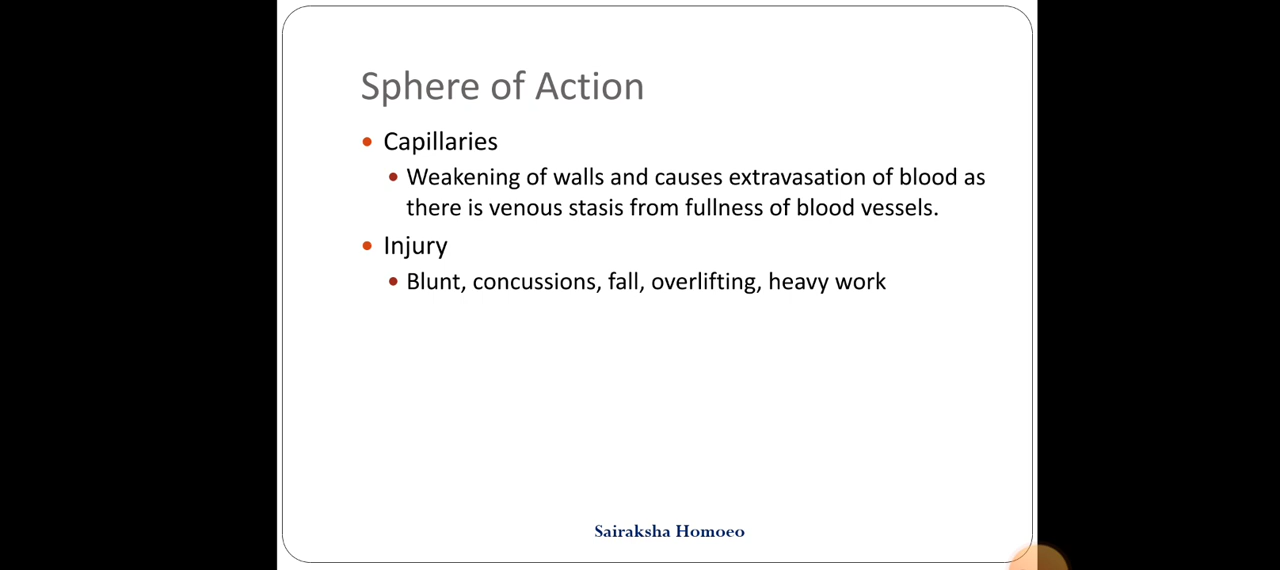 Sphere of Action
• Capillaries
• Weakening of walls and causes extravasation of blood as
there is venous stasis from fullness of blood vessels.
• Injury
• Blunt, concussions, fall, overlifting, heavy work
Sairaksha Homoeo